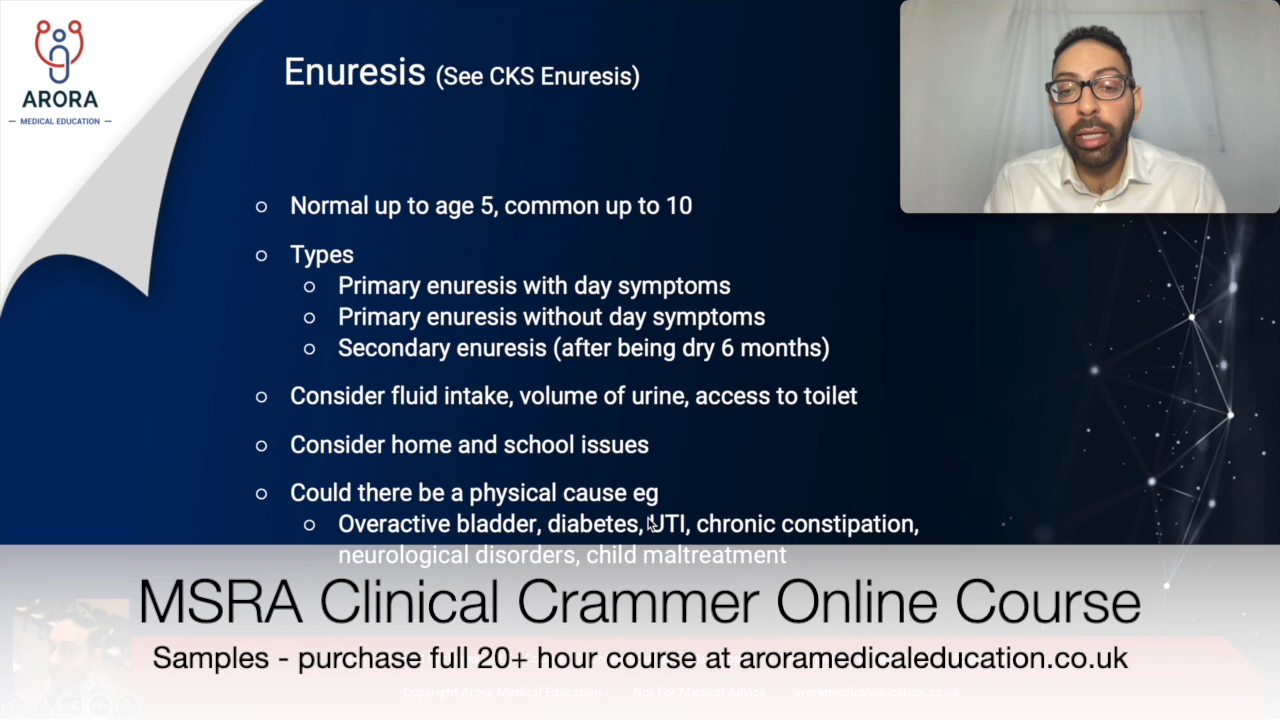 ARORA
MEDICAL EDUCATION
Enuresis (See CKS Enuresis)
Normal up to age 5, common up to 10
Types
Primary enuresis with day symptoms
Primary enuresis without day symptoms
Secondary enuresis (after being dry 6 months)
Consider fluid intake, volume of urine, access to toilet
Consider home and school issues
Could there be a physical cause eg
Overactive bladder, diabetes, UTI, chronic constipation,
neurological disorders, child maltreatment
MSRA Clinical Crammer Online Course
Samples - purchase full 20+ hour course at aroramedicaleducation.co.uk
Copyright Arora Medical Education Not For Medical Advice aroramedicaleducation.co.uk